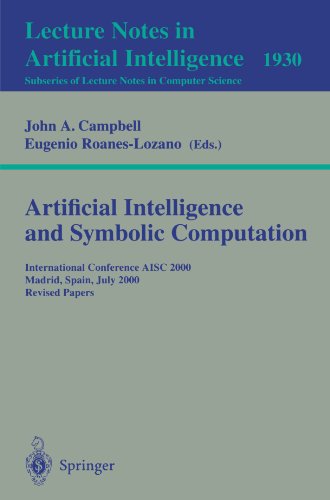 Lecture Notes in
Artificial Intelligence 1930
Subseries of Lecture Notes in Computer Science
John A. Campbell
Eugenio Roanes-Lozano (Eds.)
Artificial Intelligence
and Symbolic Computation
International Conference AISC 2000
Madrid, Spain, July 2000
Revised Papers
Springer